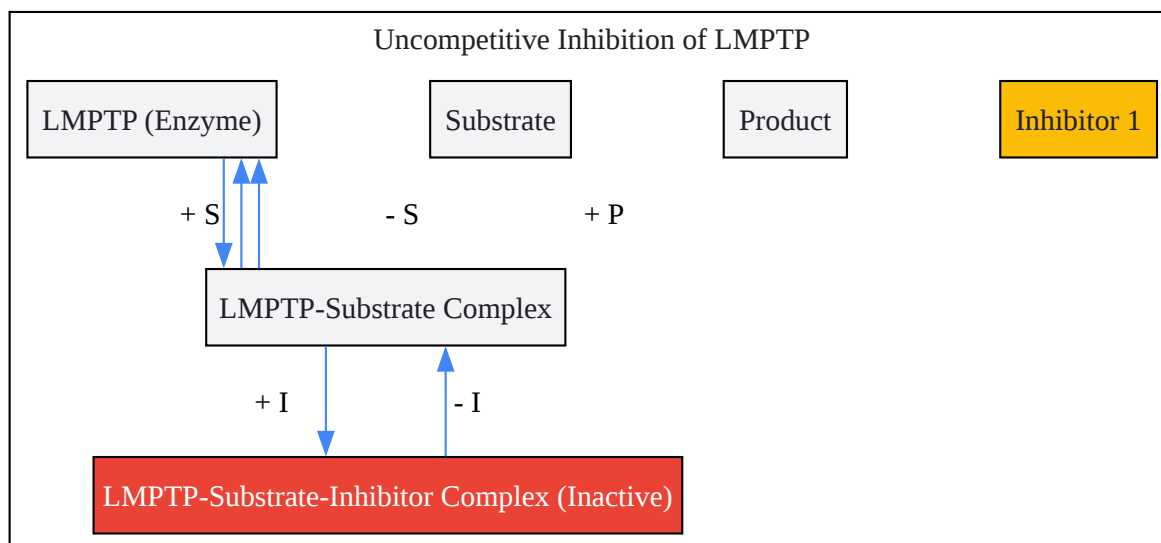 Uncompetitive Inhibition of LMPTP
LMPTP (Enzyme)
Substrate
Product
Inhibitor 1
+ S
- S
+ P
LMPTP-Substrate Complex
+ I
- I
LMPTP-Substrate-Inhibitor Complex (Inactive)